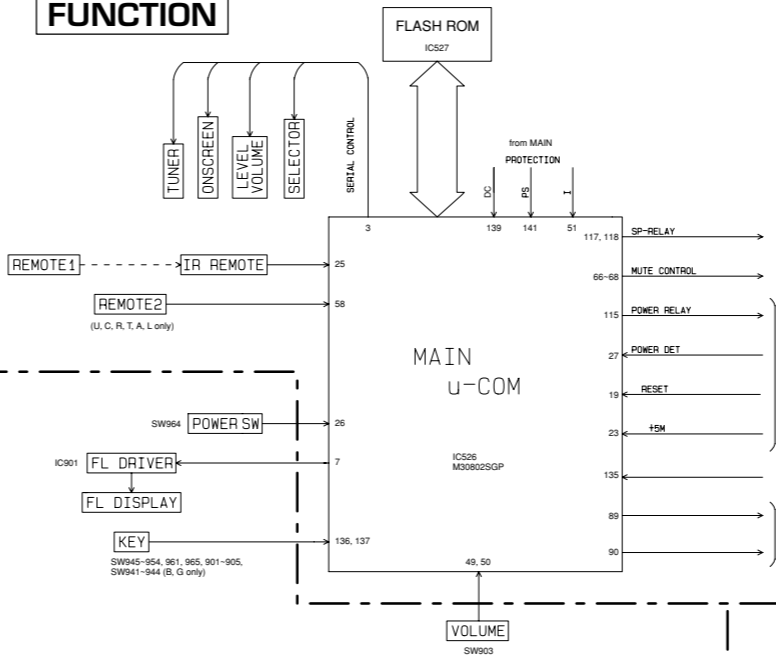 FUNCTION
FLASH ROM
IC527
TUNER
ONSCREEN
LEVEL
VOLUME
SELECTOR
SERIAL CONTROL
from MAIN
PROTECTION
DC
PS
I
3
139
141
51
117, 118
SP-RELAY
REMOTE1
IR REMOTE
25
66~68
MUTE CONTROL
REMOTE2
58
115
POWER RELAY
(U, C, R, T, A, L only)
MAIN
u-COM
27
POWER DET
19
RESET
SW964
POWER SW
26
23
+5M
IC901
FL DRIVER
7
IC526
M30802SGP
135
FL DISPLAY
89
KEY
136, 137
90
SW945~954, 961, 965, 901~905,
SW941~944 (B, G only)
49, 50
VOLUME
SW903